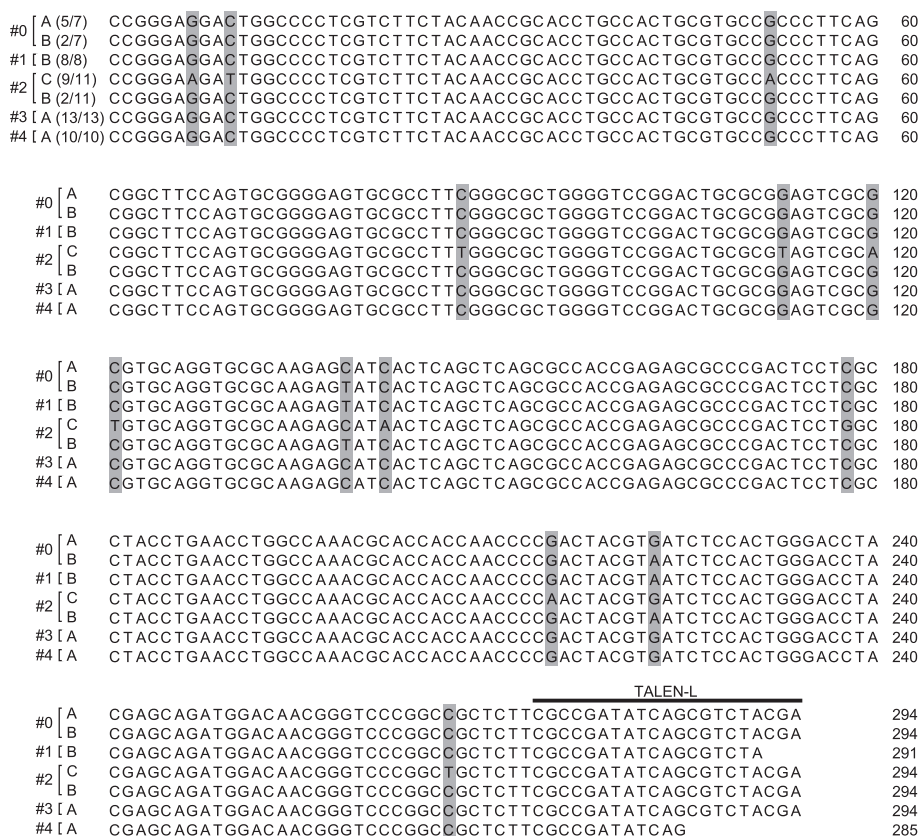 #0 A (5/7) CCGGGAGGACTGGCCCCTCGTCTTCTACAACCGCACCTGCCACTGCGTGCCGCCCTTCAG 60
B (2/7) CCGGGAGGACTGGCCCCTCGTCTTCTACAACCGCACCTGCCACTGCGTGCCGCCCTTCAG 60
#1 B (8/8) CCGGGAGGACTGGCCCCTCGTCTTCTACAACCGCACCTGCCACTGCGTGCCGCCCTTCAG 60
#2 C (9/11) CCGGGAAGATTGGCCCCTCGTCTTCTACAACCGCACCTGCCACTGCGTGCCACCCTTCAG 60
B (2/11) CCGGGAGGACTGGCCCCTCGTCTTCTACAACCGCACCTGCCACTGCGTGCCGCCCTTCAG 60
#3 A (13/13) CCGGGAGGACTGGCCCCTCGTCTTCTACAACCGCACCTGCCACTGCGTGCCGCCCTTCAG 60
#4 A (10/10) CCGGGAGGACTGGCCCCTCGTCTTCTACAACCGCACCTGCCACTGCGTGCCGCCCTTCAG 60
#0 A CGGCTTCCAGTGCGGGGAGTGCGCCTTCGGGCGCTGGGGTCCGGACTGCGCGGAGTCGCG 120
B CGGCTTCCAGTGCGGGGAGTGCGCCTTCGGGCGCTGGGGTCCGGACTGCGCGGAGTCGCG 120
#1 B CGGCTTCCAGTGCGGGGAGTGCGCCTTCGGGCGCTGGGGTCCGGACTGCGCGGAGTCGCG 120
#2 C CGGCTTCCAGTGCGGGGAGTGCGCCTTTGGGCGCTGGGGTCCGGACTGCGCGTAGTCGCA 120
B CGGCTTCCAGTGCGGGGAGTGCGCCTTCGGGCGCTGGGGTCCGGACTGCGCGGAGTCGCG 120
#3 A CGGCTTCCAGTGCGGGGAGTGCGCCTTCGGGCGCTGGGGTCCGGACTGCGCGGAGTCGCG 120
#4 A CGGCTTCCAGTGCGGGGAGTGCGCCTTCGGGCGCTGGGGTCCGGACTGCGCGGAGTCGCG 120
#0 A CGTGCAGGTGCGCAAGAGCATCACTCAGCTCAGCGCCACCGAGAGCGCCCGACTCCTCGC 180
B CGTGCAGGTGCGCAAGAGTATCACTCAGCTCAGCGCCACCGAGAGCGCCCGACTCCTCGC 180
#1 B CGTGCAGGTGCGCAAGAGTATCACTCAGCTCAGCGCCACCGAGAGCGCCCGACTCCTCGC 180
#2 C TGTGCAGGTGCGCAAGAGCATAACTCAGCTCAGCGCCACCGAGAGCGCCCGACTCCTGGC 180
B CGTGCAGGTGCGCAAGAGTATCACTCAGCTCAGCGCCACCGAGAGCGCCCGACTCCTCGC 180
#3 A CGTGCAGGTGCGCAAGAGCATCACTCAGCTCAGCGCCACCGAGAGCGCCCGACTCCTCGC 180
#4 A CGTGCAGGTGCGCAAGAGCATCACTCAGCTCAGCGCCACCGAGAGCGCCCGACTCCTCGC 180
#0 A CTACCTGAACCTGGCCAAACGCACCACCAACCCCGACTACGTGATCTCCACTGGGACCTA 240
B CTACCTGAACCTGGCCAAACGCACCACCAACCCCGACTACGTAATCTCCACTGGGACCTA 240
#1 B CTACCTGAACCTGGCCAAACGCACCACCAACCCCGACTACGTAATCTCCACTGGGACCTA 240
#2 C CTACCTGAACCTGGCCAAACGCACCACCAACCCCAACTACGTGATCTCCACTGGGACCTA 240
B CTACCTGAACCTGGCCAAACGCACCACCAACCCCGACTACGTAATCTCCACTGGGACCTA 240
#3 A CTACCTGAACCTGGCCAAACGCACCACCAACCCCGACTACGTGATCTCCACTGGGACCTA 240
#4 A CTACCTGAACCTGGCCAAACGCACCACCAACCCCGACTACGTGATCTCCACTGGGACCTA 240
TALEN-L
#0 A CGAGCAGATGGACAACGGGTCCCGGCCGCTCTTCGCCGATATCAGCGTCTACGA 294
B CGAGCAGATGGACAACGGGTCCCGGCCGCTCTTCGCCGATATCAGCGTCTACGA 294
#1 B CGAGCAGATGGACAACGGGTCCCGGCCGCTCTTCGCCGATATCAGCGTCTA 291
#2 C CGAGCAGATGGACAACGGGTCCCGGCTGCTCTTCGCCGATATCAGCGTCTACGA 294
B CGAGCAGATGGACAACGGGTCCCGGCCGCTCTTCGCCGATATCAGCGTCTACGA 294
#3 A CGAGCAGATGGACAACGGGTCCCGGCCGCTCTTCGCCGATATCAGCGTCTACGA 294
#4 A CGAGCAGATGGACAACGGGTCCCGGCCGCTCTTCGCCGATATCAG 285